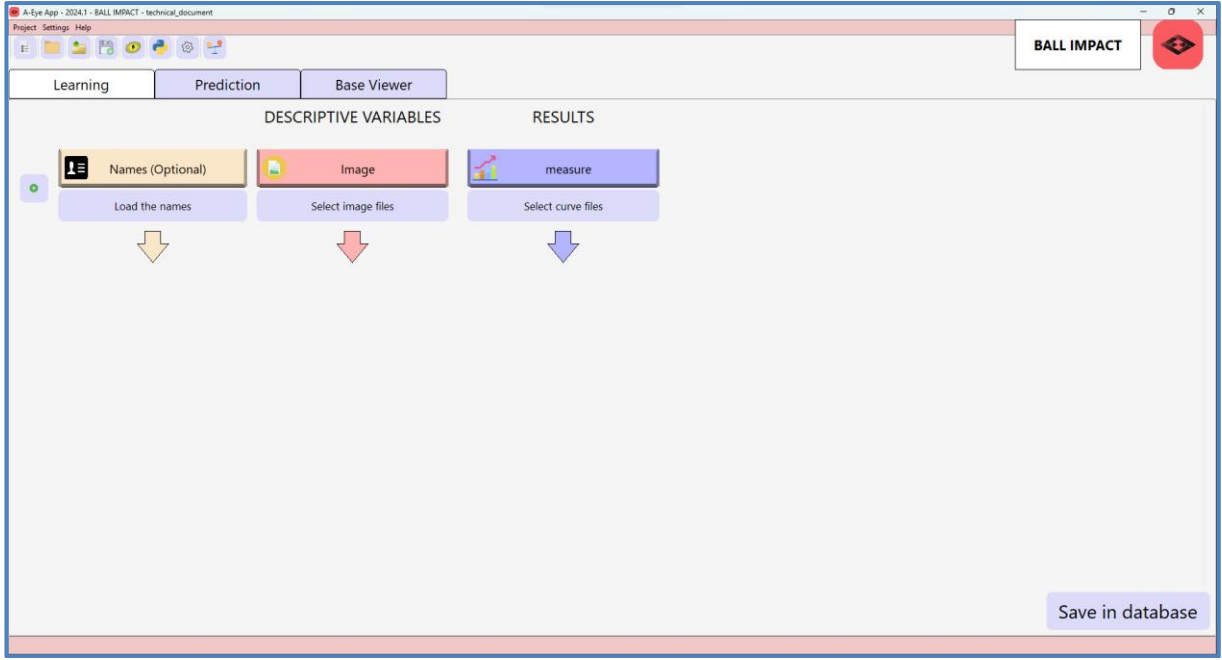 A-Eye App - 2024.1 - BALL IMPACT - technical_document
Project Settings Help
BALL IMPACT
Learning Prediction Base Viewer
DESCRIPTIVE VARIABLES RESULTS
Names (Optional) Image measure
Load the names Select image files Select curve files
Save in database